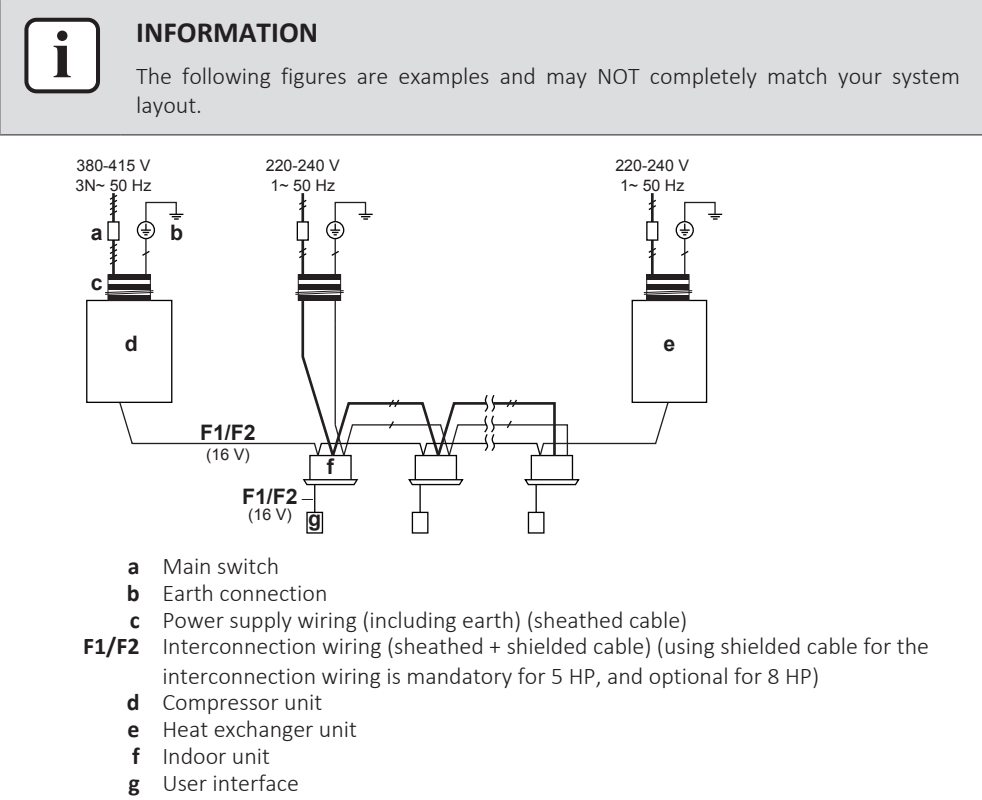 i
INFORMATION
The following figures are examples and may NOT completely match your system
layout.
380-415 V
3N~ 50 Hz
220-240 V
1~ 50 Hz
220-240 V
1~ 50 Hz
a
b
c
d
e
F1/F2
(16 V)
f
F1/F2
(16 V)
g
a Main switch
b Earth connection
c Power supply wiring (including earth) (sheathed cable)
F1/F2 Interconnection wiring (sheathed + shielded cable) (using shielded cable for the
interconnection wiring is mandatory for 5 HP, and optional for 8 HP)
d Compressor unit
e Heat exchanger unit
f Indoor unit
g User interface